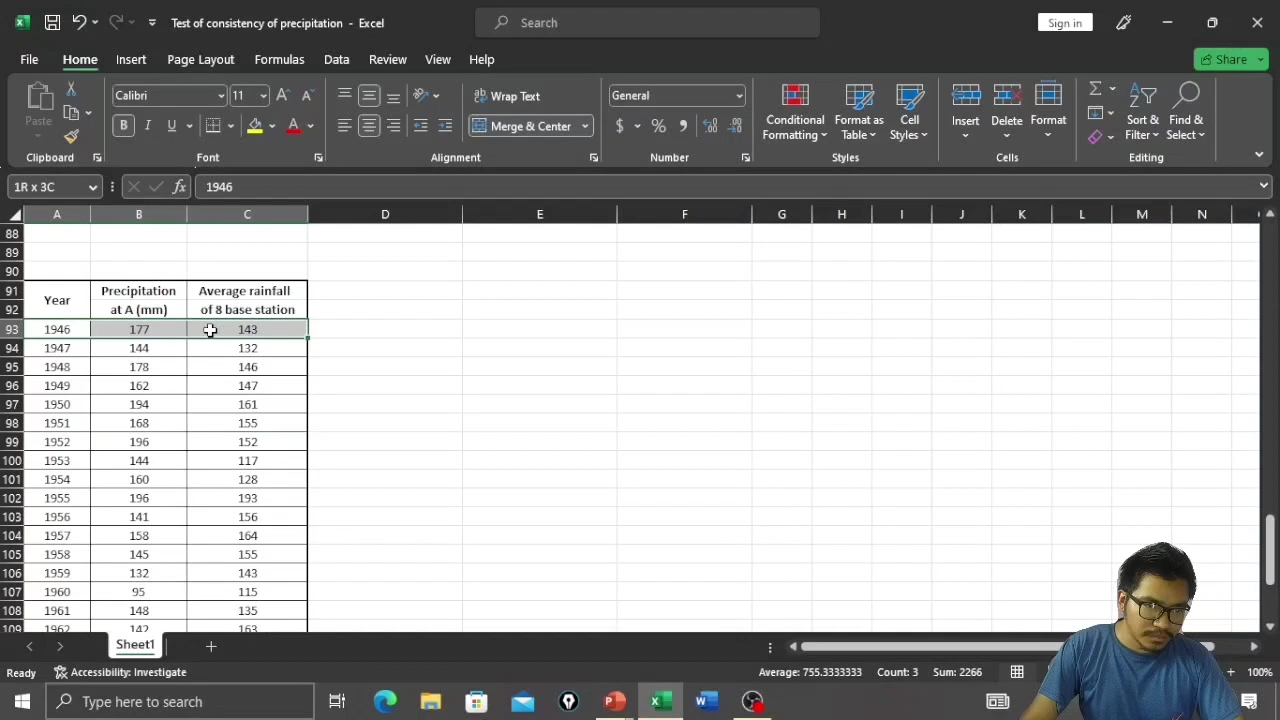 Test of consistency of precipitation - Excel
Search
Sign in
File Home Insert Page Layout Formulas Data Review View Help
Share
Calibri 11 Wrap Text General
Paste B I U Merge & Center $ % Conditional Formatting Format as Table Cell Styles Insert Delete Format Sort & Filter Find & Select
Clipboard Font Alignment Number Styles Cells Editing
1R x 3C fx 1946
A B C D E F G H I J K L M N
88
89
90
91 Year Precipitation Average rainfall
92 at A (mm) of 8 base station
93 1946 177 143
94 1947 144 132
95 1948 178 146
96 1949 162 147
97 1950 194 161
98 1951 168 155
99 1952 196 152
100 1953 144 117
101 1954 160 128
102 1955 196 193
103 1956 141 156
104 1957 158 164
105 1958 145 155
106 1959 132 143
107 1960 95 115
108 1961 148 135
109 1962 142 163
Sheet1
Ready Accessibility: Investigate Average: 755.3333333 Count: 3 Sum: 2266 100%
Type here to search